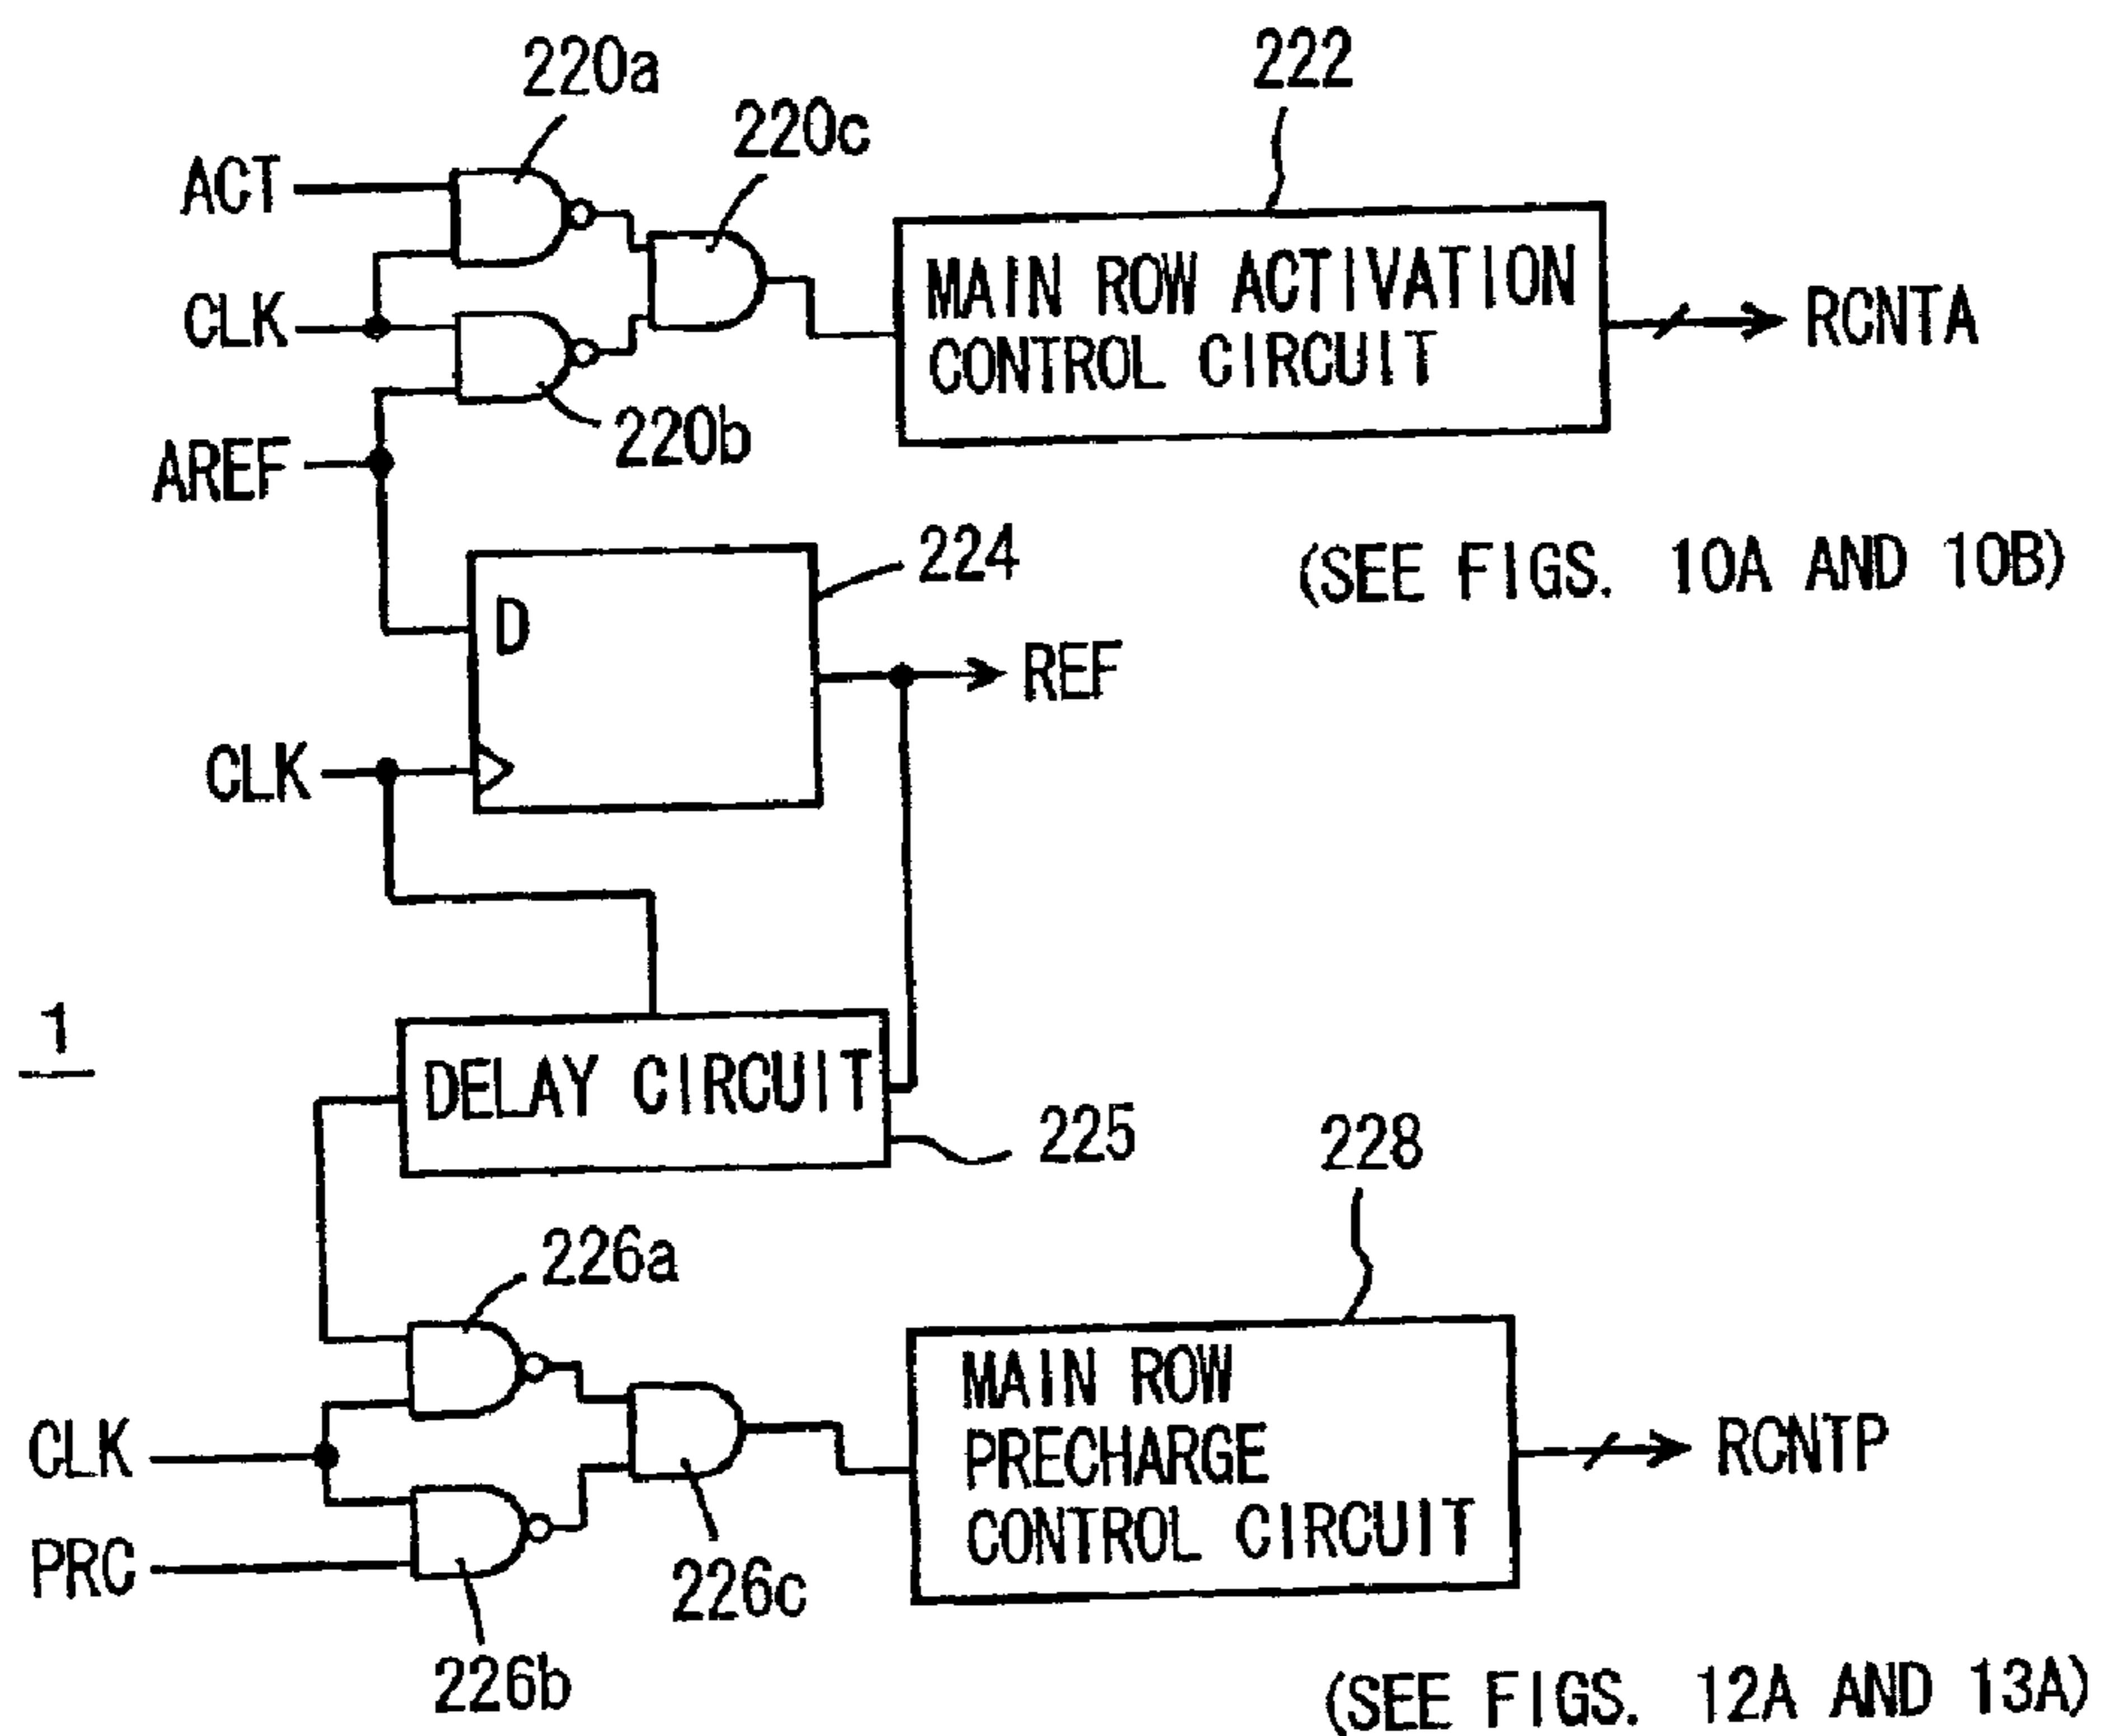 220a
222
220c
ACT
MAIN ROW ACTIVATION
CONTROL CIRCUIT
CLK
RCNTA
220b
AREF
224
(SEE FIGS. 10A AND 10B)
D
REF
CLK
1
DELAY CIRCUIT
225
228
226a
MAIN ROW
PRECHARGE
CONTROL CIRCUIT
CLK
RCNTP
PRC
226c
226b
(SEE FIGS. 12A AND 13A)